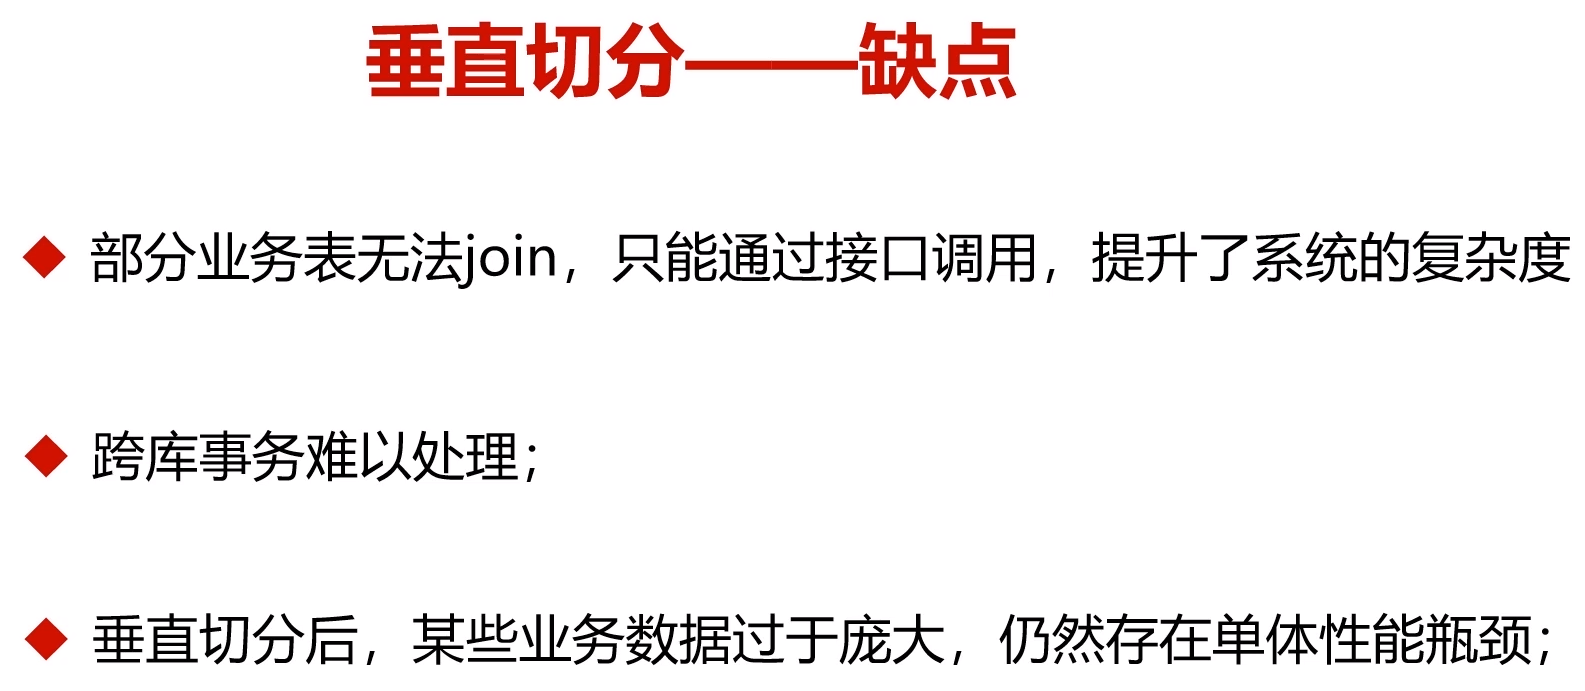 垂直切分——缺点
部分业务表无法join，只能通过接口调用，提升了系统的复杂度
跨库事务难以处理；
垂直切分后，某些业务数据过于庞大，仍然存在单体性能瓶颈；